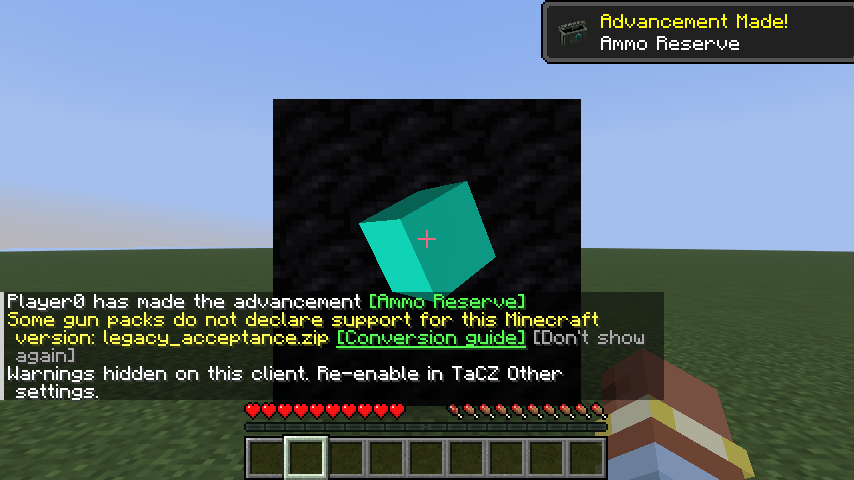 Advancement Made!
Ammo Reserve
Player0 has made the advancement [Ammo Reserve]
Some gun packs do not declare support for this Minecraft
version: legacy_acceptance.zip [Conversion guide] [Don't show
again]
Warnings hidden on this client. Re-enable in TaCZ Other
settings.